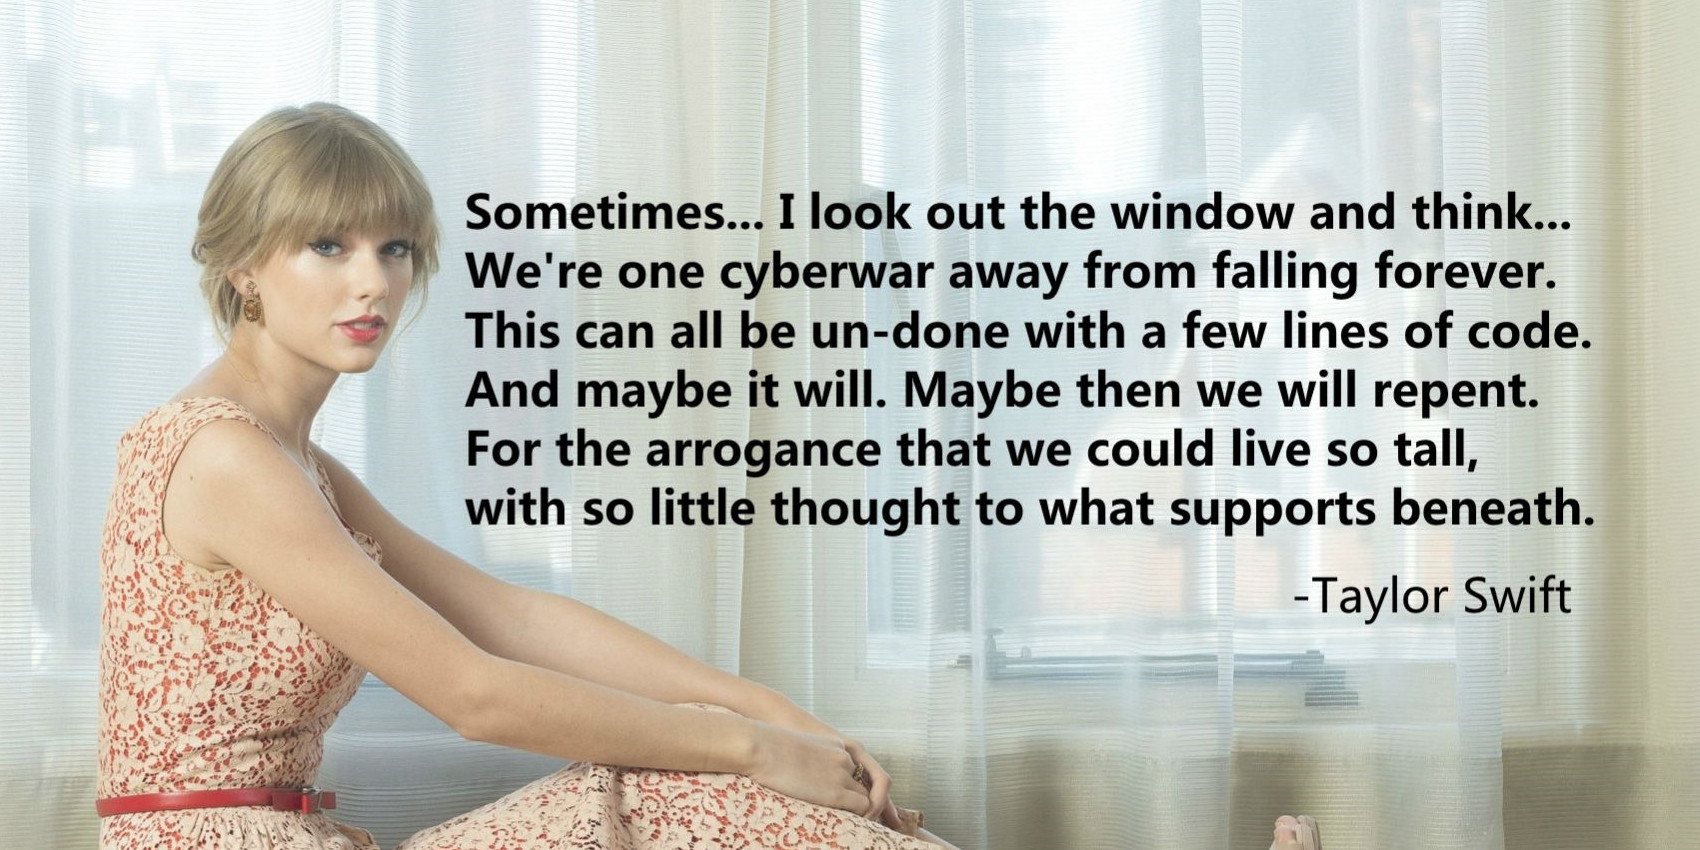 Sometimes... I look out the window and think...
We're one cyberwar away from falling forever.
This can all be un-done with a few lines of code.
And maybe it will. Maybe then we will repent.
For the arrogance that we could live so tall,
with so little thought to what supports beneath.
-Taylor Swift